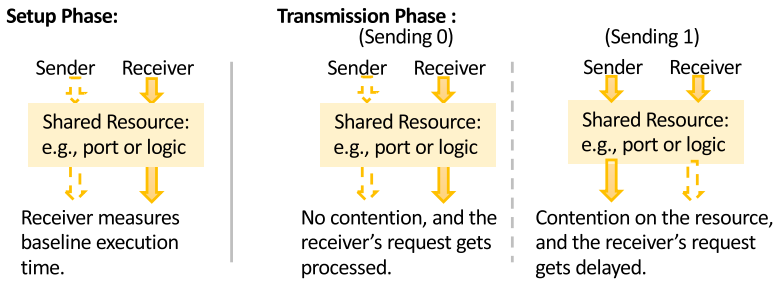 Setup Phase:
Sender Receiver
Shared Resource:
e.g., port or logic
Receiver measures
baseline execution
time.
Transmission Phase :
(Sending 0)
Sender Receiver
Shared Resource:
e.g., port or logic
No contention, and the
receiver's request gets
processed.
(Sending 1)
Sender Receiver
Shared Resource:
e.g., port or logic
Contention on the resource,
and the receiver's request
gets delayed.